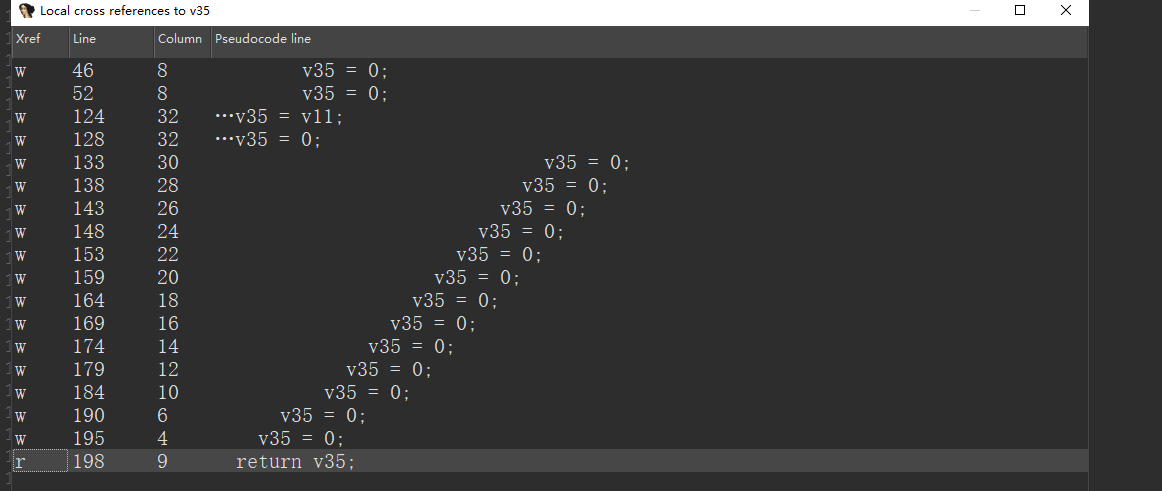 Local cross references to v35
Xref Line Column Pseudocode line
w 46 8 v35 = 0;
w 52 8 v35 = 0;
w 124 32 …v35 = v11;
w 128 32 …v35 = 0;
w 133 30 v35 = 0;
w 138 28 v35 = 0;
w 143 26 v35 = 0;
w 148 24 v35 = 0;
w 153 22 v35 = 0;
w 159 20 v35 = 0;
w 164 18 v35 = 0;
w 169 16 v35 = 0;
w 174 14 v35 = 0;
w 179 12 v35 = 0;
w 184 10 v35 = 0;
w 190 6 v35 = 0;
w 195 4 v35 = 0;
r 198 9 return v35;